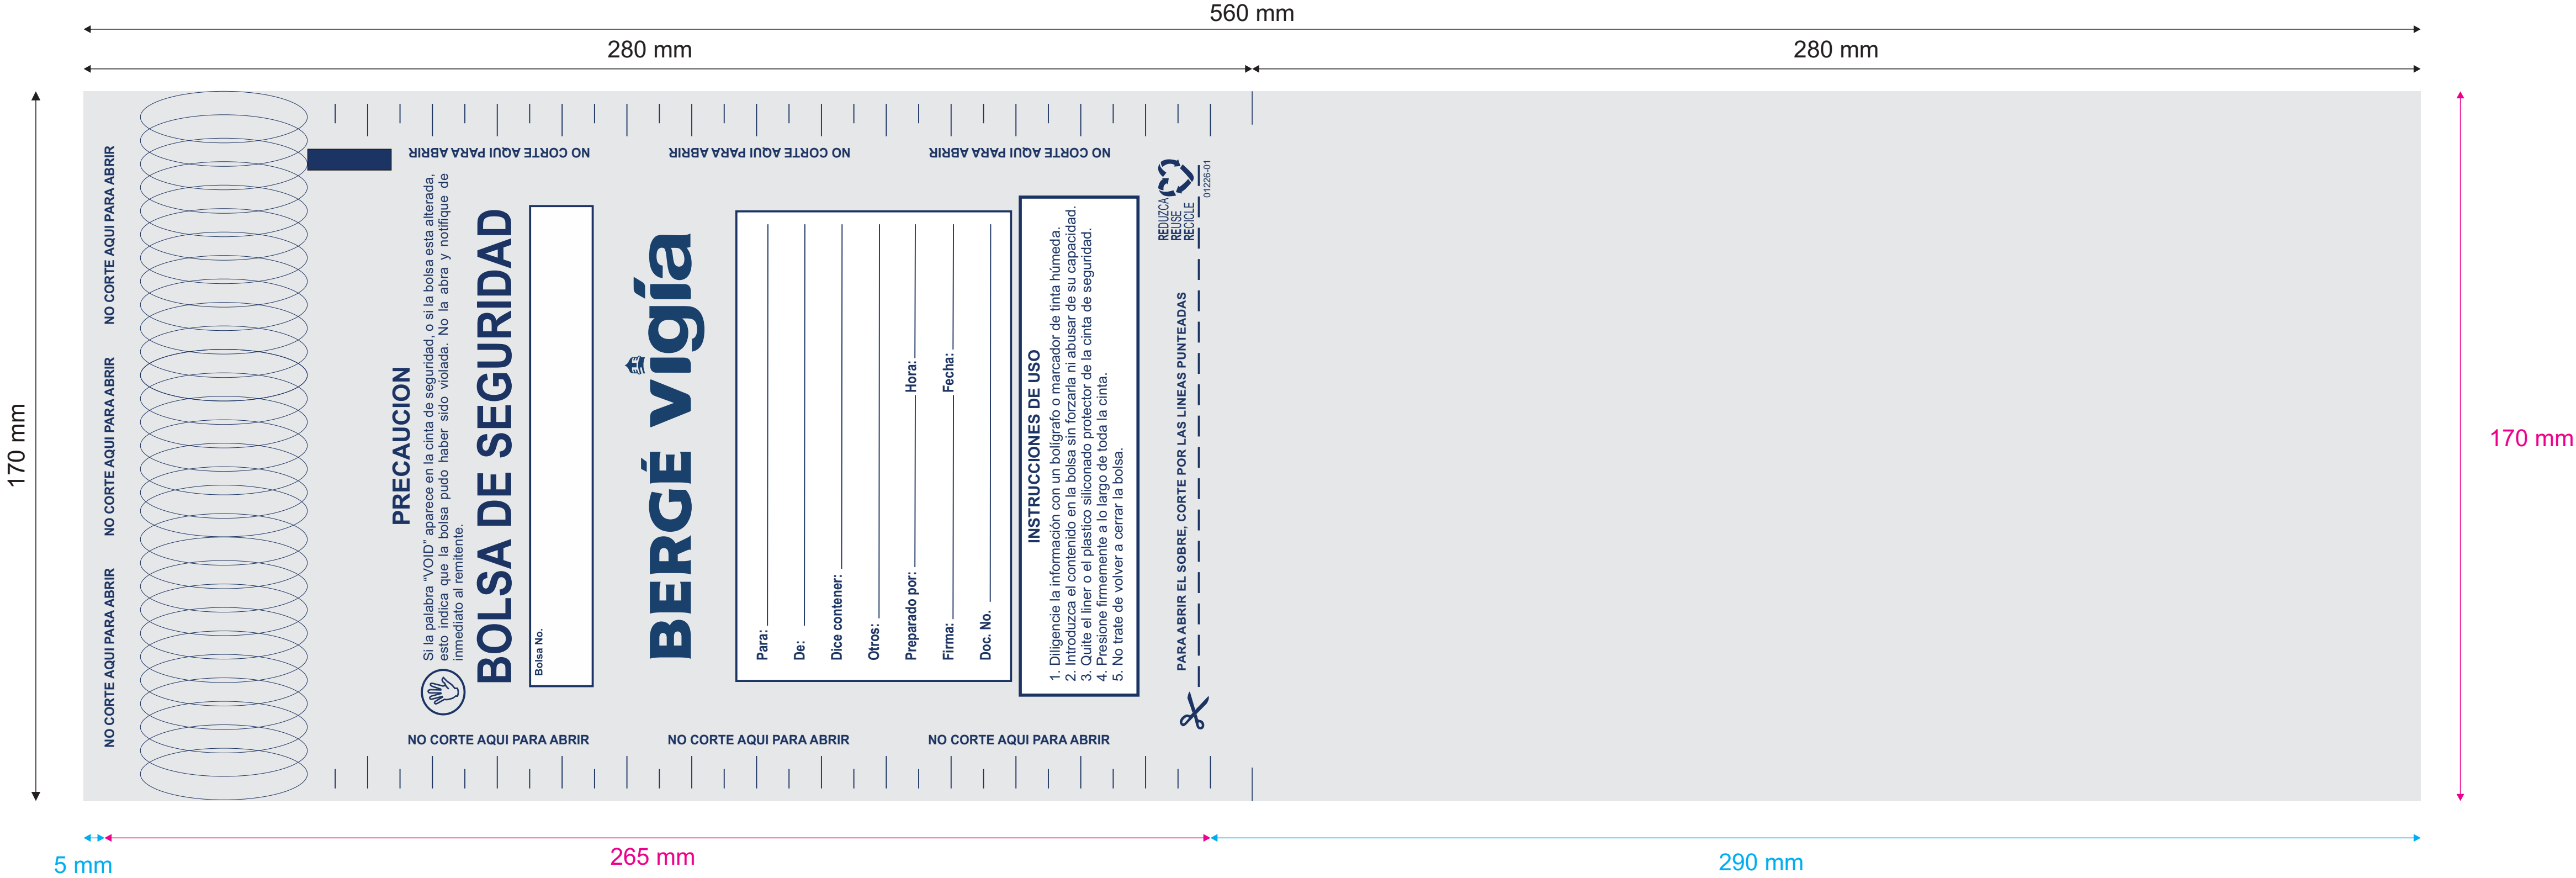 560 mm
280 mm
280 mm
170 mm
NO CORTE AQUI PARA ABRIR
NO CORTE AQUI PARA ABRIR
NO CORTE AQUI PARA ABRIR
NO CORTE AQUI PARA ABRIR
NO CORTE AQUI PARA ABRIR
NO CORTE AQUI PARA ABRIR
PRECAUCION
Si la palabra “VOID” aparece en la cinta de seguridad, o si la bolsa esta alterada,
esto indica que la bolsa pudo haber sido violada. No la abra y notifique de
inmediato al remitente.
BOLSA DE SEGURIDAD
Bolsa No.
BERGÉ vigía
Para:
De:
Dice contener:
Otros:
Preparado por: Hora:
Firma: Fecha:
Doc. No.
INSTRUCCIONES DE USO
1. Diligencie la información con un bolígrafo o marcador de tinta húmeda.
2. Introduzca el contenido en la bolsa sin forzarla ni abusar de su capacidad.
3. Quite el liner o el plastico siliconado protector de la cinta de seguridad.
4. Presione firmemente a lo largo de toda la cinta.
5. No trate de volver a cerrar la bolsa.
REDUZCA
REUSE
RECICLE
PARA ABRIR EL SOBRE, CORTE POR LAS LINEAS PUNTEADAS
01226-01
NO CORTE AQUI PARA ABRIR
NO CORTE AQUI PARA ABRIR
NO CORTE AQUI PARA ABRIR
170 mm
5 mm
265 mm
290 mm